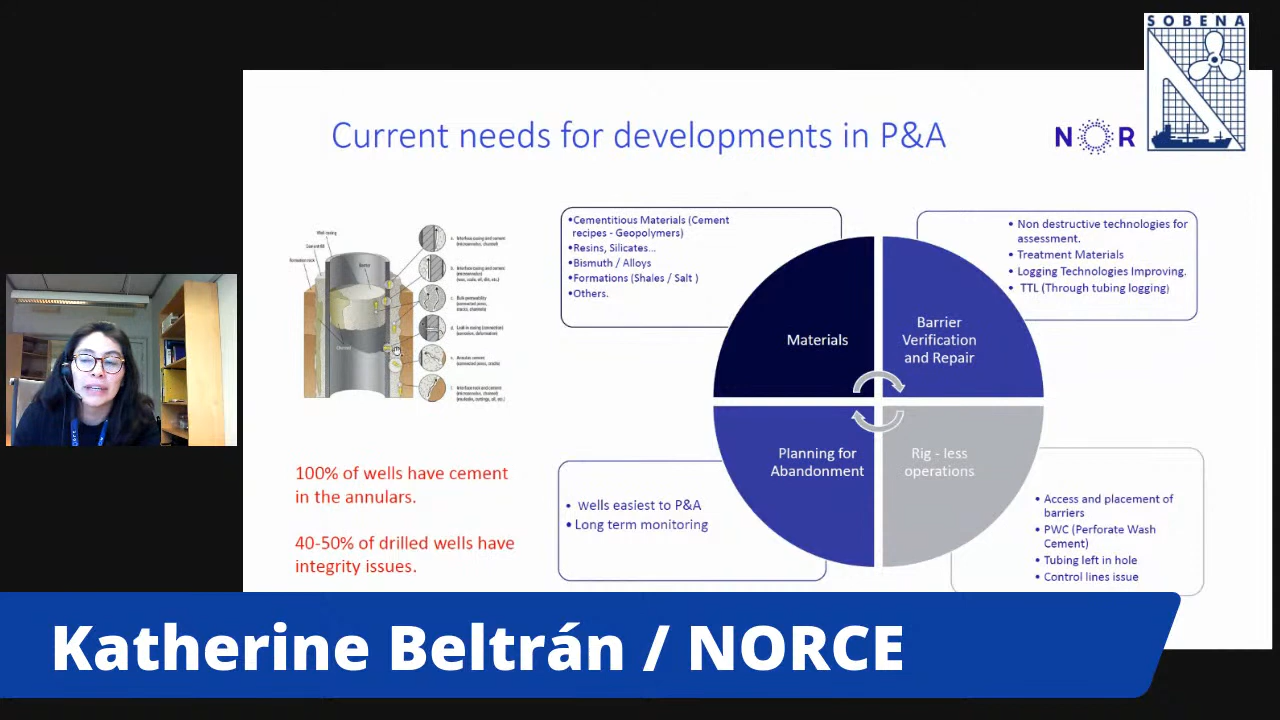 SOBENA
Current needs for developments in P&A
NOR
•Cementitious Materials (Cement
recipes - Geopolymers)
•Resins, Silicates...
•Bismuth / Alloys
•Formations (Shales / Salt )
•Others.
• Non destructive technologies for
assessment.
• Treatment Materials
• Logging Technologies Improving.
• TTL (Through tubing logging)
Materials
Barrier
Verification
and Repair
Planning for
Abandonment
Rig - less
operations
• wells easiest to P&A
• Long term monitoring
• Access and placement of
barriers
• PWC (Perforate Wash
Cement)
• Tubing left in hole
• Control lines issue
100% of wells have cement
in the annulars.
40-50% of drilled wells have
integrity issues.
Katherine Beltrán / NORCE